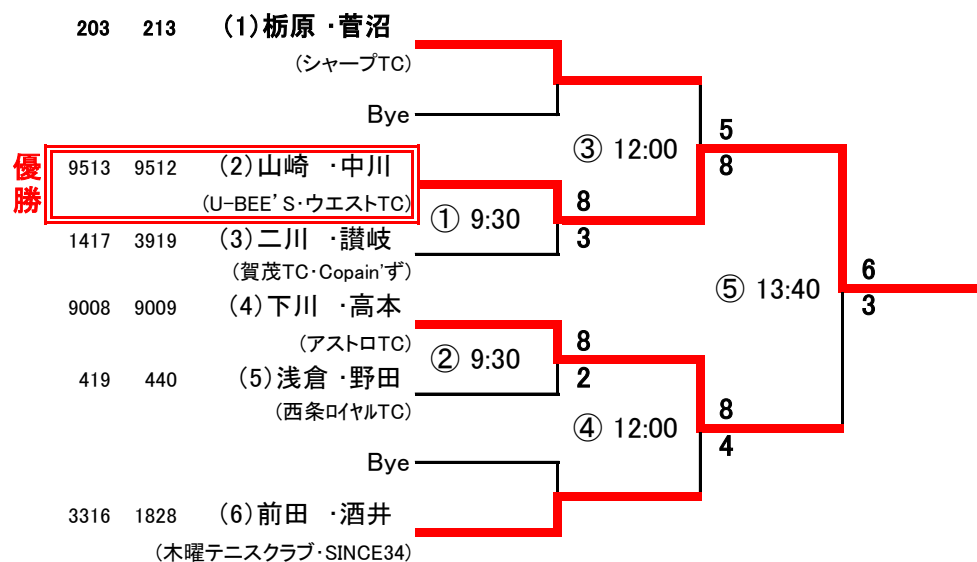 203 213 (1)栃原 ・菅沼
(シャープTC)
Bye
③ 12:00
5
8
優勝
9513 9512 (2)山崎 ・中川
(U-BEE'S・ウエストTC)
① 9:30
8
3
1417 3919 (3)二川 ・讃岐
(賀茂TC・Copain'ず)
⑤ 13:40
6
3
9008 9009 (4)下川 ・高本
(アストロTC)
② 9:30
8
2
419 440 (5)浅倉 ・野田
(西条ロイヤルTC)
④ 12:00
8
4
Bye
3316 1828 (6)前田 ・酒井
(木曜テニスクラブ・SINCE34)